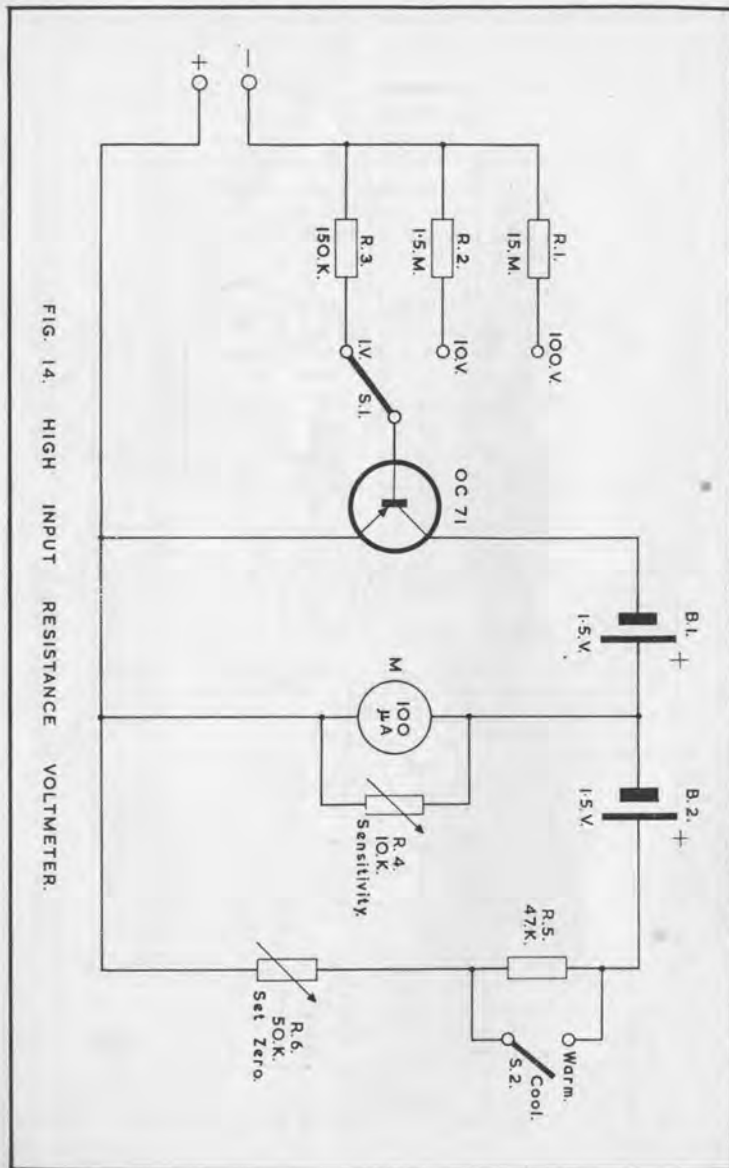 B.1.
+
1·5.V.
B.2.
+
1·5.V.
R.1.
15.M.
100.V.
R.2.
1·5.M.
10.V.
R.3.
150.K.
1.V.
S.1.
OC 71
M
100
µA
R.4.
10.K.
Sensitivity.
R.5.
47.K.
Warm.
Cool.
S.2.
R.6.
50.K.
Set Zero.
−
+
FIG. 14. HIGH INPUT RESISTANCE VOLTMETER.